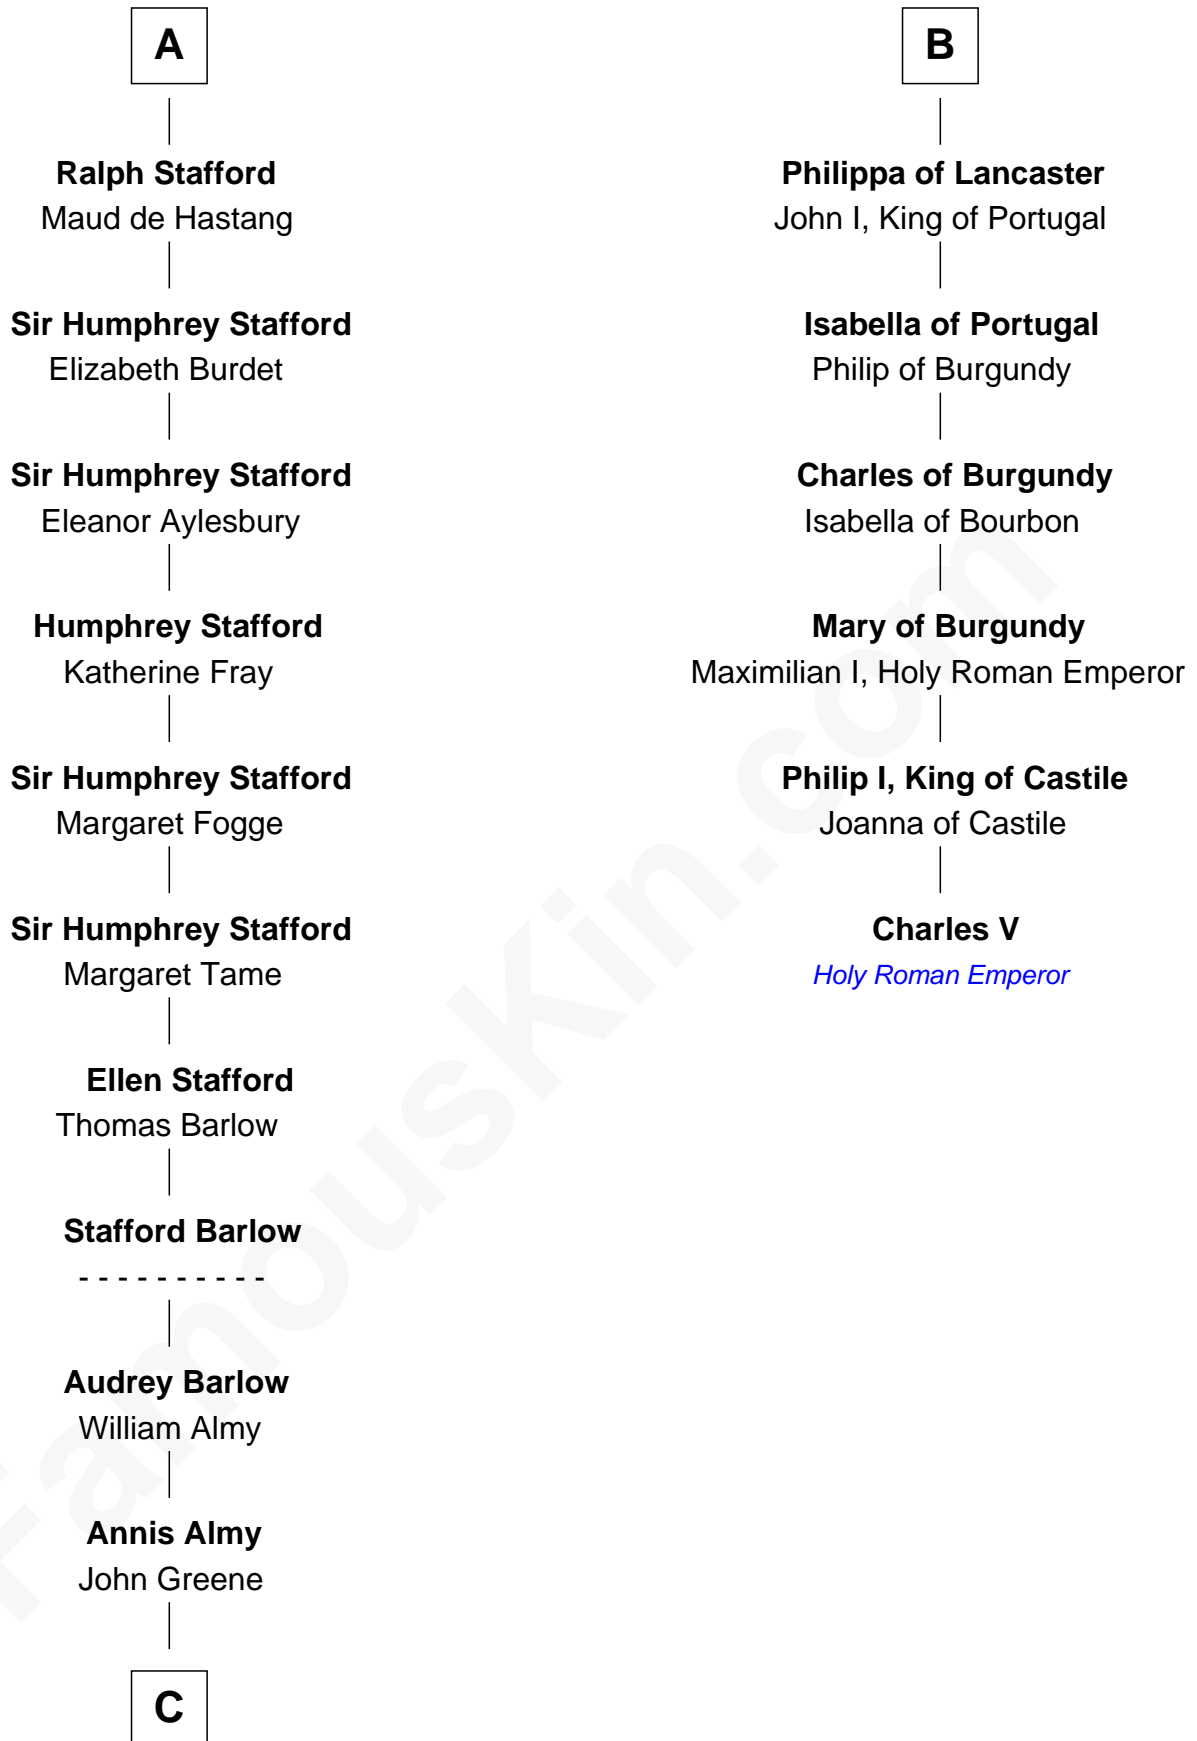 A
Ralph Stafford
Maud de Hastang
Sir Humphrey Stafford
Elizabeth Burdet
Sir Humphrey Stafford
Eleanor Aylesbury
Humphrey Stafford
Katherine Fray
Sir Humphrey Stafford
Margaret Fogge
Sir Humphrey Stafford
Margaret Tame
Ellen Stafford
Thomas Barlow
Stafford Barlow
- - - - - - - - - -
Audrey Barlow
William Almy
Annis Almy
John Greene
C
B
Philippa of Lancaster
John I, King of Portugal
Isabella of Portugal
Philip of Burgundy
Charles of Burgundy
Isabella of Bourbon
Mary of Burgundy
Maximilian I, Holy Roman Emperor
Philip I, King of Castile
Joanna of Castile
Charles V
Holy Roman Emperor
FamousKin.com